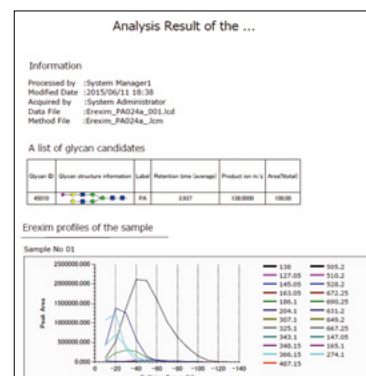 Analysis Result of the ...
Information
Processed by :System Manager1
Modified Date :2015/06/11 18:38
Acquired by :System Administrator
Data File :Erexim_PA024a_001.lcd
Method File :Erexim_PA024a_.lcm
A list of glycan candidates
Glycan ID Glycan structure information Label Retention time (average) Product ion m/z Area(%total)
PA 138.0000 100.00
Erexim profiles of the sample
Sample No 01
Peak Area
2500000.000
2000000.000
1500000.000
1000000.000
500000.000
0.000
0 -20 -40 -60 -80 -100 -120 -140
138 505.2
127.05 510.2
145.05 528.2
163.05 672.25
186.1 690.25
204.1 631.2
307.1 649.2
325.1 667.25
343.1 147.05
348.15 165.1
366.15 274.1
487.15